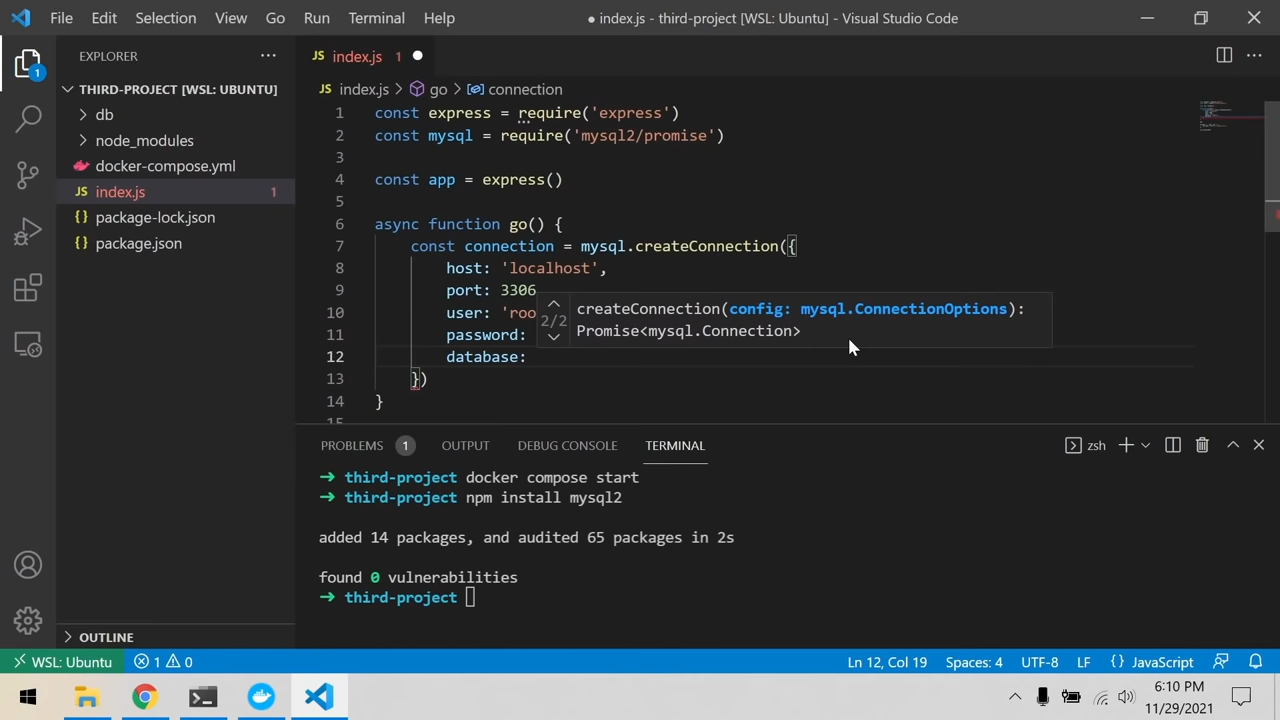 File Edit Selection View Go Run Terminal Help ● index.js - third-project [WSL: Ubuntu] - Visual Studio Code
EXPLORER
THIRD-PROJECT [WSL: UBUNTU]
db
node_modules
docker-compose.yml
JS index.js 1
{} package-lock.json
{} package.json
OUTLINE
1
JS index.js 1
JS index.js > go > connection
1 const express = require('express')
2 const mysql = require('mysql2/promise')
3
4 const app = express()
5
6 async function go() {
7 const connection = mysql.createConnection({
8 host: 'localhost',
9 port: 3306
10 user: 'roo
11 password:
12 database:
13 })
14 }
15
2/2
createConnection(config: mysql.ConnectionOptions):
Promise<mysql.Connection>
PROBLEMS 1 OUTPUT DEBUG CONSOLE TERMINAL zsh
➜ third-project docker compose start
➜ third-project npm install mysql2
added 14 packages, and audited 65 packages in 2s
found 0 vulnerabilities
➜ third-project
WSL: Ubuntu 1 0 Ln 12, Col 19 Spaces: 4 UTF-8 LF {} JavaScript
6:10 PM
11/29/2021